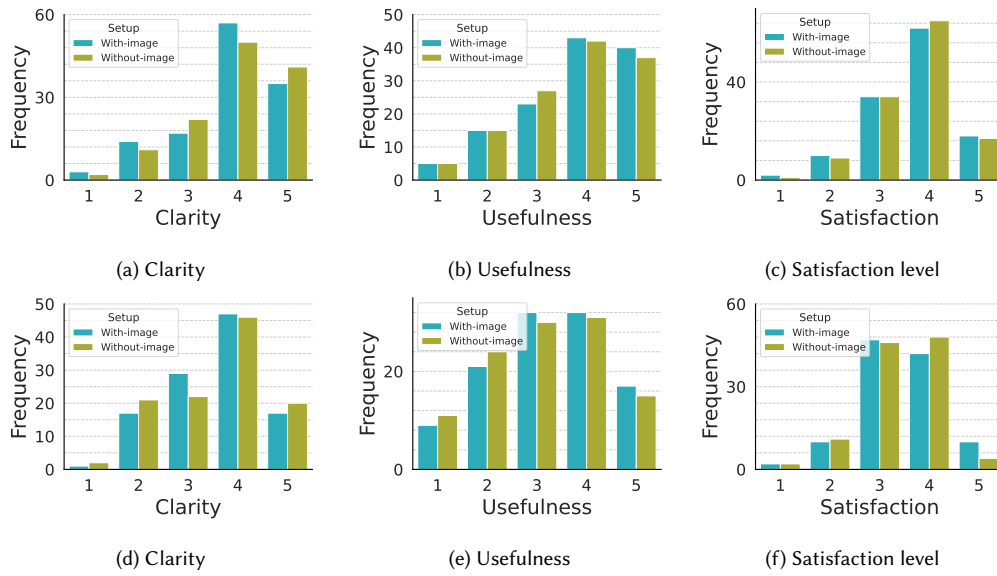 60
30
0
Frequency
Setup
With-image
Without-image
1 2 3 4 5
Clarity
(a) Clarity
50
40
30
20
10
0
Frequency
Setup
With-image
Without-image
1 2 3 4 5
Usefulness
(b) Usefulness
40
0
Frequency
Setup
With-image
Without-image
1 2 3 4 5
Satisfaction
(c) Satisfaction level
50
40
30
20
10
0
Frequency
Setup
With-image
Without-image
1 2 3 4 5
Clarity
(d) Clarity
20
0
Frequency
Setup
With-image
Without-image
1 2 3 4 5
Usefulness
(e) Usefulness
60
30
0
Frequency
Setup
With-image
Without-image
1 2 3 4 5
Satisfaction
(f) Satisfaction level